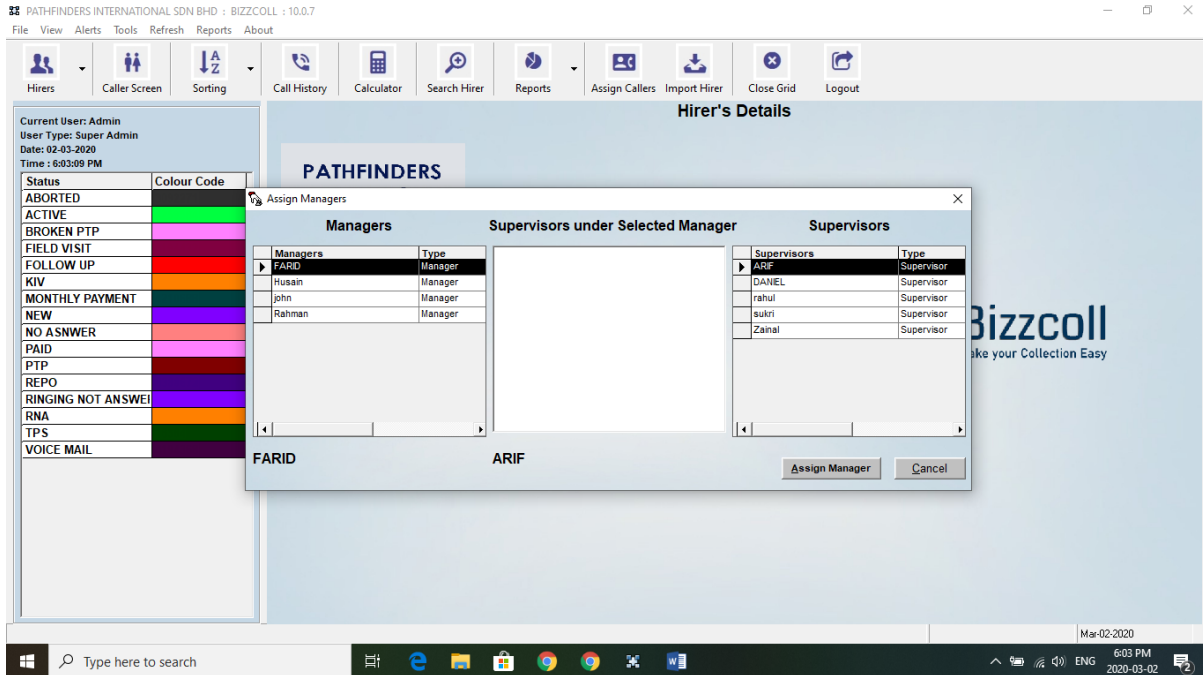 PATHFINDERS INTERNATIONAL SDN BHD : BIZZCOLL : 10.0.7
File View Alerts Tools Refresh Reports About
Hirers Caller Screen Sorting Call History Calculator Search Hirer Reports Assign Callers Import Hirer Close Grid Logout
Hirer's Details
Current User: Admin
User Type: Super Admin
Date: 02-03-2020
Time : 6:03:09 PM
Status Colour Code
ABORTED
ACTIVE
BROKEN PTP
FIELD VISIT
FOLLOW UP
KIV
MONTHLY PAYMENT
NEW
NO ASNWER
PAID
PTP
REPO
RINGING NOT ANSWEI
RNA
TPS
VOICE MAIL
PATHFINDERS
Assign Managers
Managers Supervisors under Selected Manager Supervisors
Managers Type
FARID Manager
Husain Manager
john Manager
Rahman Manager
Supervisors Type
ARIF Supervisor
DANIEL Supervisor
rahul Supervisor
sukri Supervisor
Zainal Supervisor
FARID ARIF
Assign Manager Cancel
Bizzcoll
ake your Collection Easy
Mar-02-2020
Type here to search
ENG
6:03 PM
2020-03-02
2